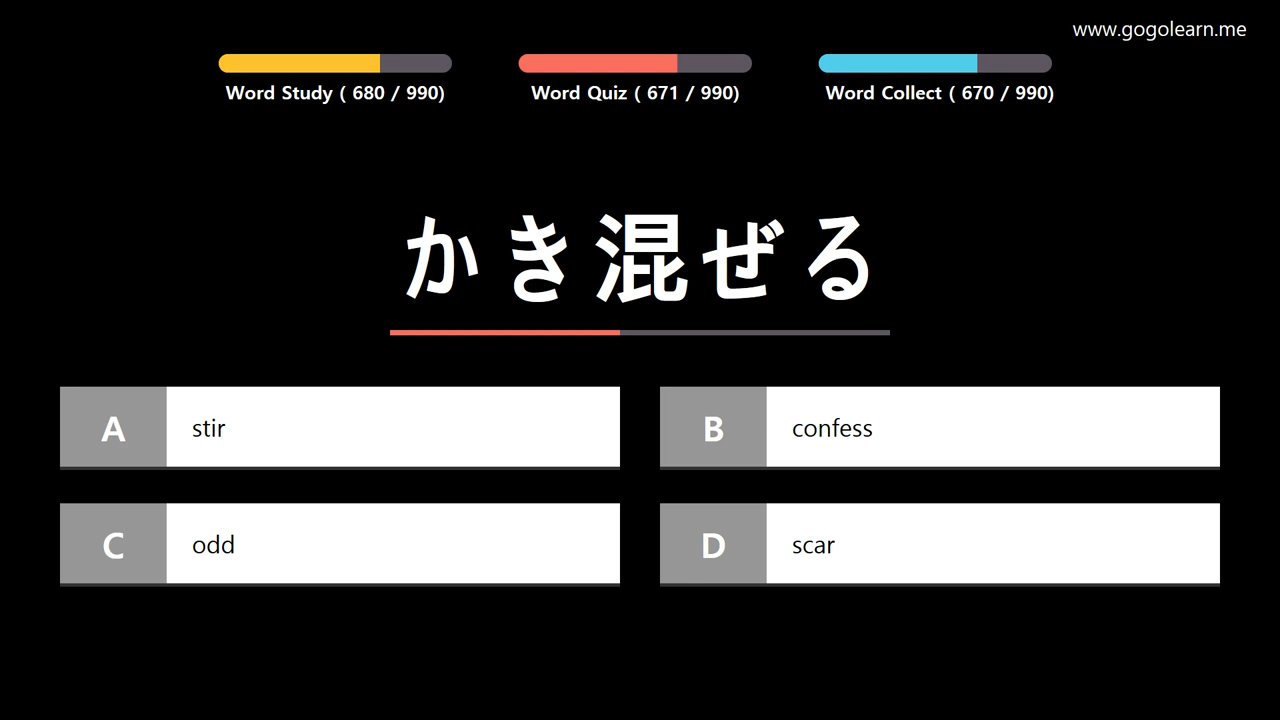 www.gogolearn.me
Word Study ( 680 / 990)
Word Quiz ( 671 / 990)
Word Collect ( 670 / 990)
かき混ぜる
A stir
B confess
C odd
D scar